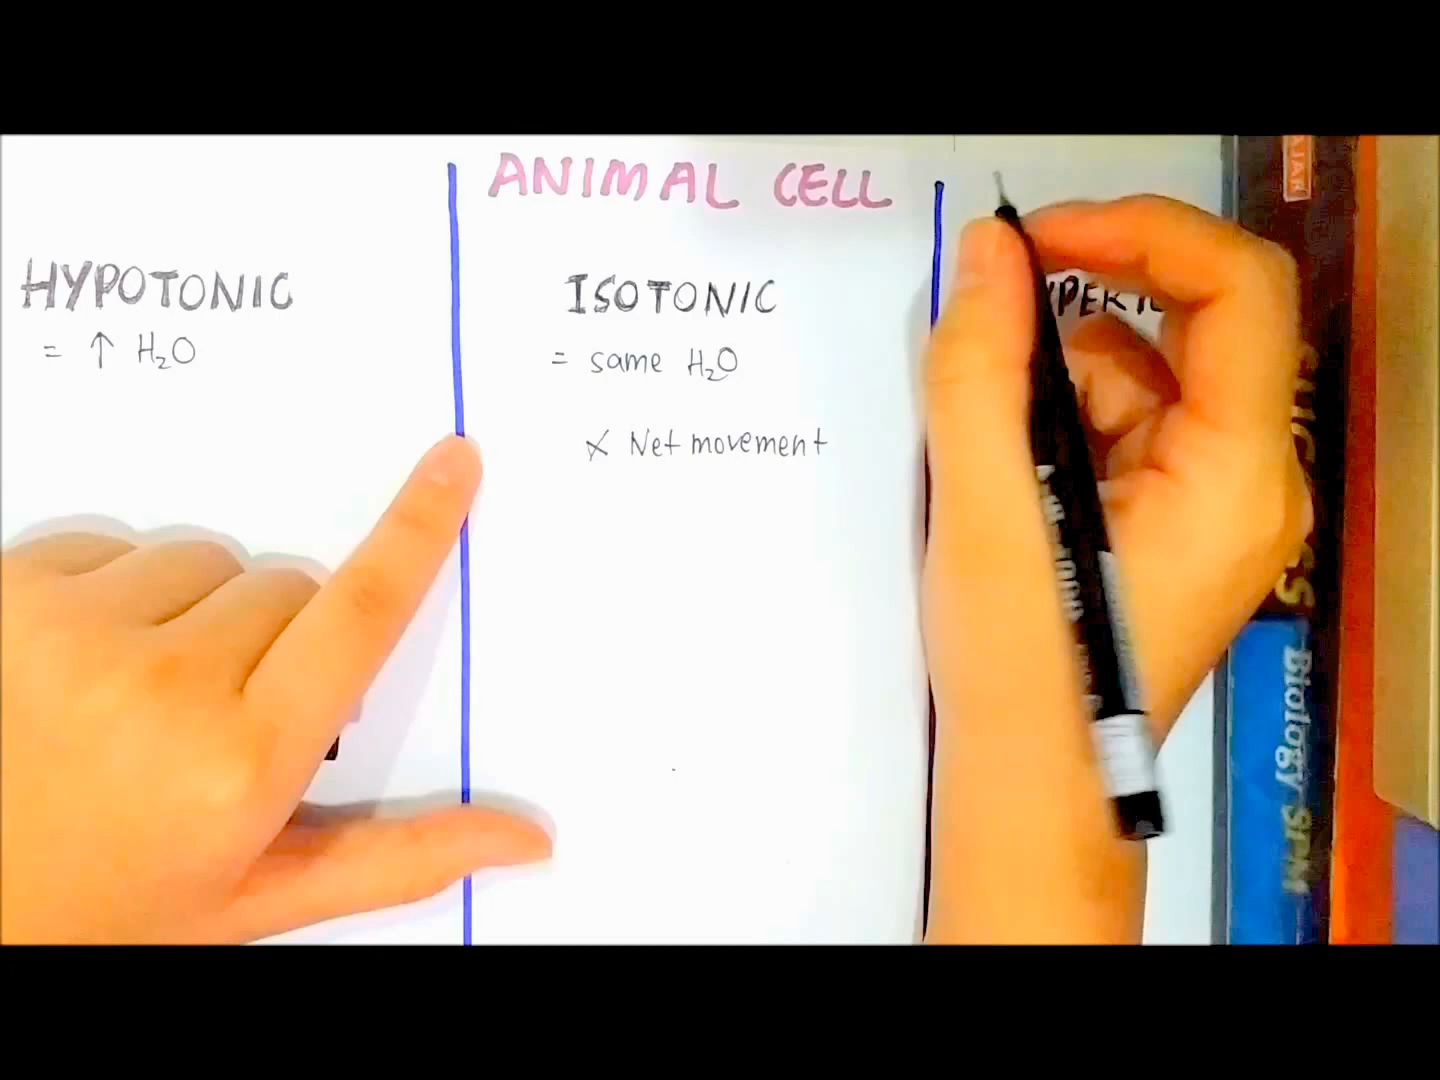 ANIMAL CELL
HYPOTONIC
= ↑ H₂O
ISOTONIC
= same H₂O
× Net movement
Biology SPM